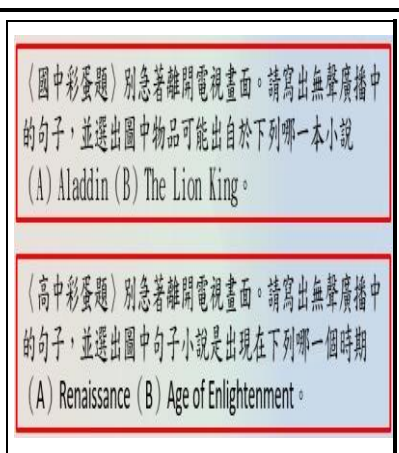 〈國中彩蛋題〉別急著離開電視畫面。請寫出無聲廣播中
的句子，並選出圖中物品可能出自於下列哪一本小說
(A) Aladdin (B) The Lion King。
〈高中彩蛋題〉別急著離開電視畫面。請寫出無聲廣播中
的句子，並選出圖中句子小說是出現在下列哪一個時期
(A) Renaissance (B) Age of Enlightenment。